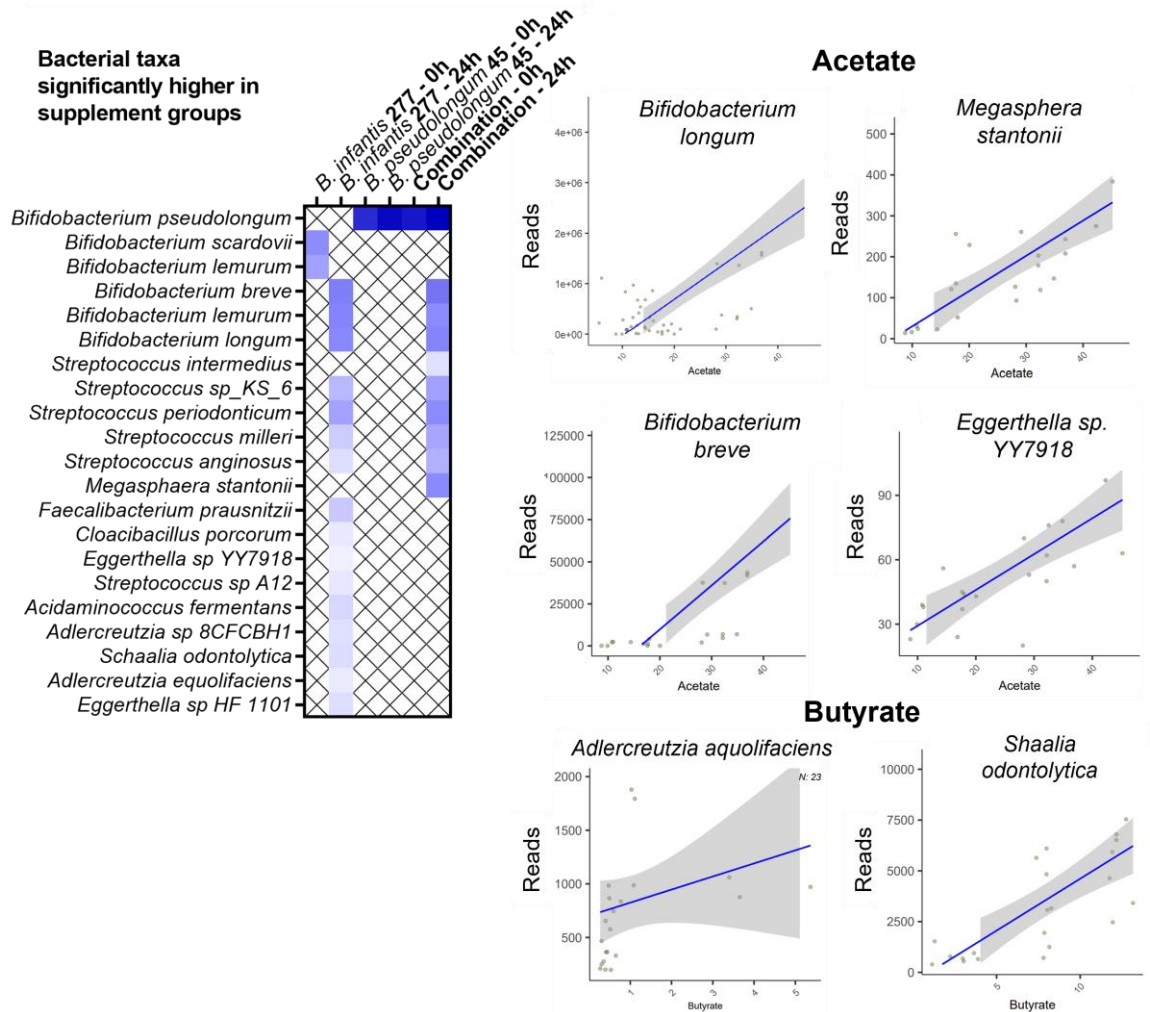 Bacterial taxa
significantly higher in
supplement groups
B. infantis 277 - 0h
B. infantis 277 - 24h
B. pseudolongum 45 - 0h
B. pseudolongum 45 - 24h
Combination - 0h
Combination - 24h
Bifidobacterium pseudolongum
Bifidobacterium scardovii
Bifidobacterium lemurum
Bifidobacterium breve
Bifidobacterium lemurum
Bifidobacterium longum
Streptococcus intermedius
Streptococcus sp_KS_6
Streptococcus periodonticum
Streptococcus milleri
Streptococcus anginosus
Megasphaera stantonii
Faecalibacterium prausnitzii
Cloacibacillus porcorum
Eggerthella sp YY7918
Streptococcus sp A12
Acidaminococcus fermentans
Adlercreutzia sp 8CFCBH1
Schaalia odontolytica
Adlercreutzia equolifaciens
Eggerthella sp HF 1101
Acetate
Bifidobacterium
longum
Reads
4e+06
3e+06
2e+06
1e+06
0e+00
10 20 30 40
Acetate
Megasphera
stantonii
Reads
500
400
300
200
100
0
10 20 30 40
Acetate
Bifidobacterium
breve
Reads
125000
100000
75000
50000
25000
0
10 20 30 40
Acetate
Eggerthella sp.
YY7918
Reads
90
60
30
10 20 30 40
Acetate
Butyrate
Adlercreutzia aquolifaciens
N: 23
Reads
2000
1500
1000
500
1 2 3 4 5
Butyrate
Shaalia
odontolytica
Reads
10000
7500
5000
2500
0
5 10
Butyrate